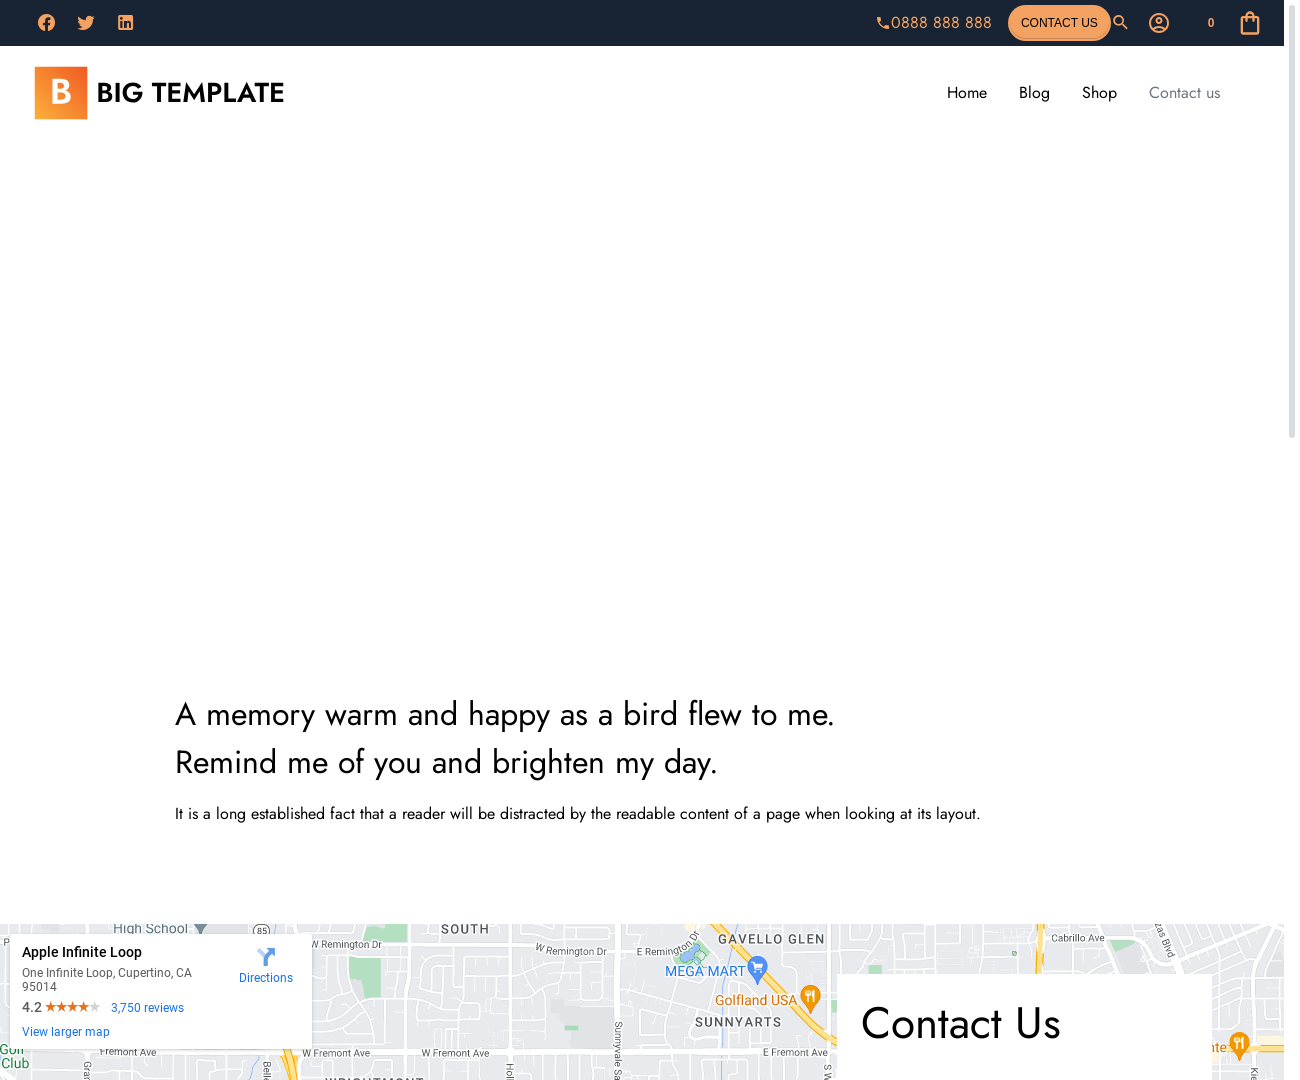 0888 888 888
CONTACT US
0
B BIG TEMPLATE
Home
Blog
Shop
Contact us
A memory warm and happy as a bird flew to me.
Remind me of you and brighten my day.
It is a long established fact that a reader will be distracted by the readable content of a page when looking at its layout.
High School
85
SOUTH
W Remington Dr
W Remington Dr
E Remington Dr
GAVELLO GLEN
Cabrillo Ave
Apple Infinite Loop
One Infinite Loop, Cupertino, CA
95014
Directions
4.2
3,750 reviews
View larger map
MEGA MART
Golfland USA
SUNNYARTS
Contact Us
Golf
Club
Fremont Ave
W Fremont Ave
W Fremont Ave
E Fremont Ave
WRIGHTMONT